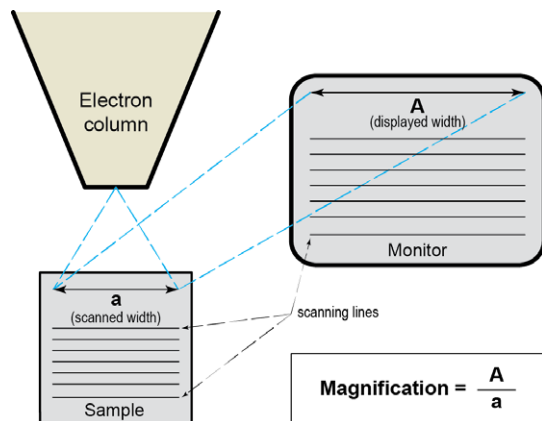 Electron
column
A
(displayed width)
Monitor
a
(scanned width)
scanning lines
Sample
Magnification = A
a